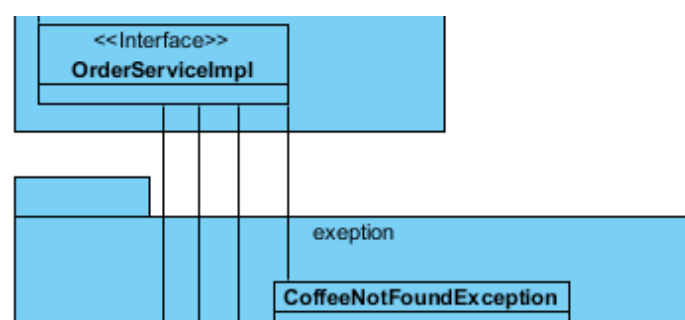 <<Interface>>
OrderServiceImpl
exeption
CoffeeNotFoundException